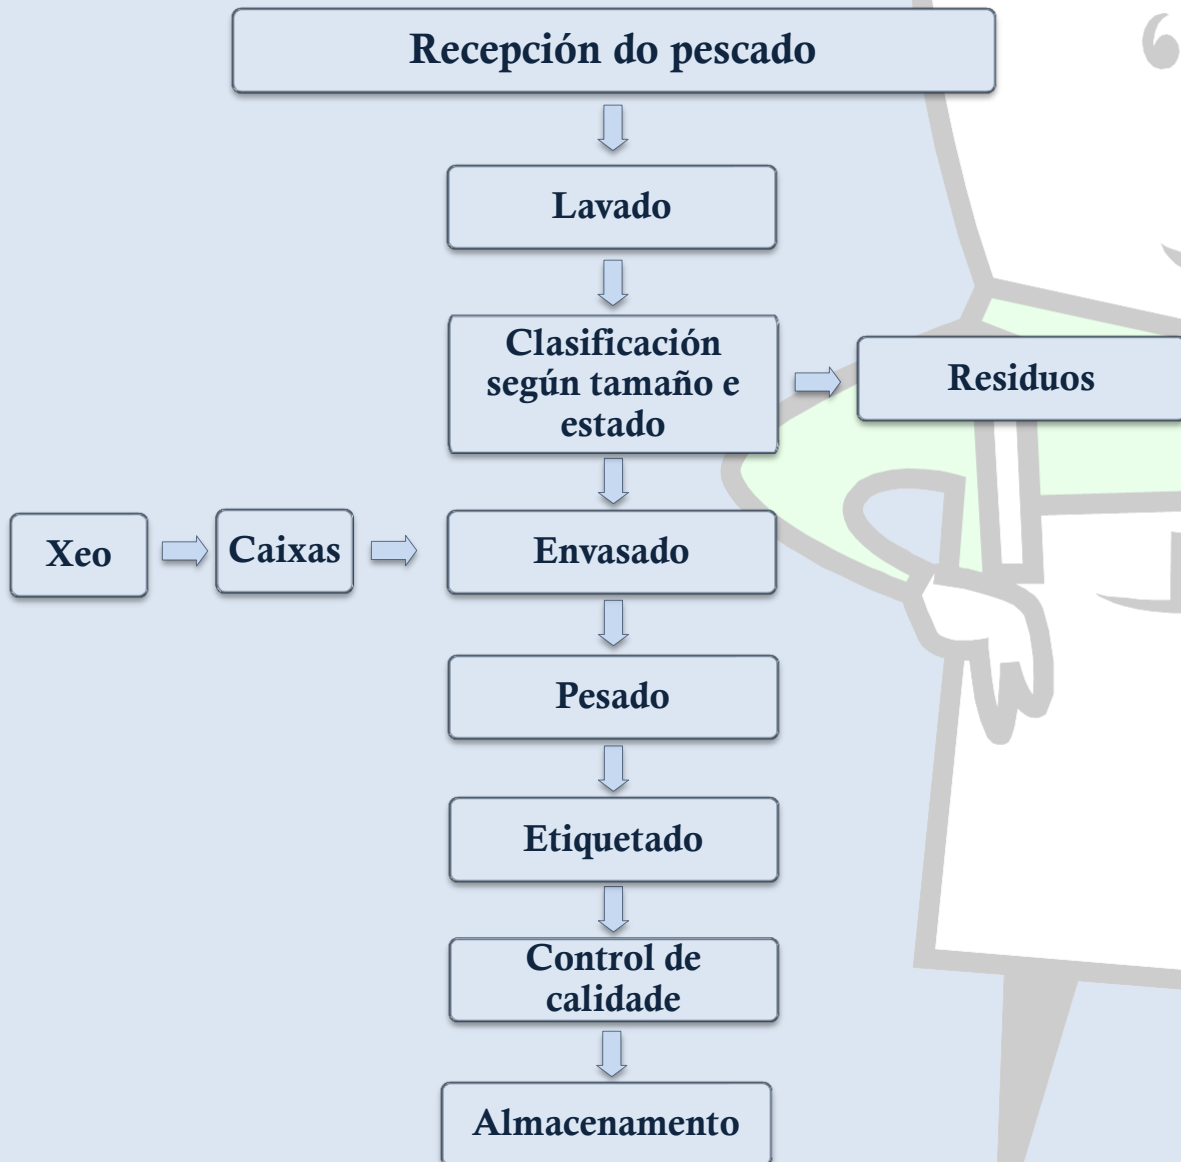 Recepción do pescado
Lavado
Clasificación
según tamaño e
estado
Residuos
Xeo
Caixas
Envasado
Pesado
Etiquetado
Control de
calidade
Almacenamento